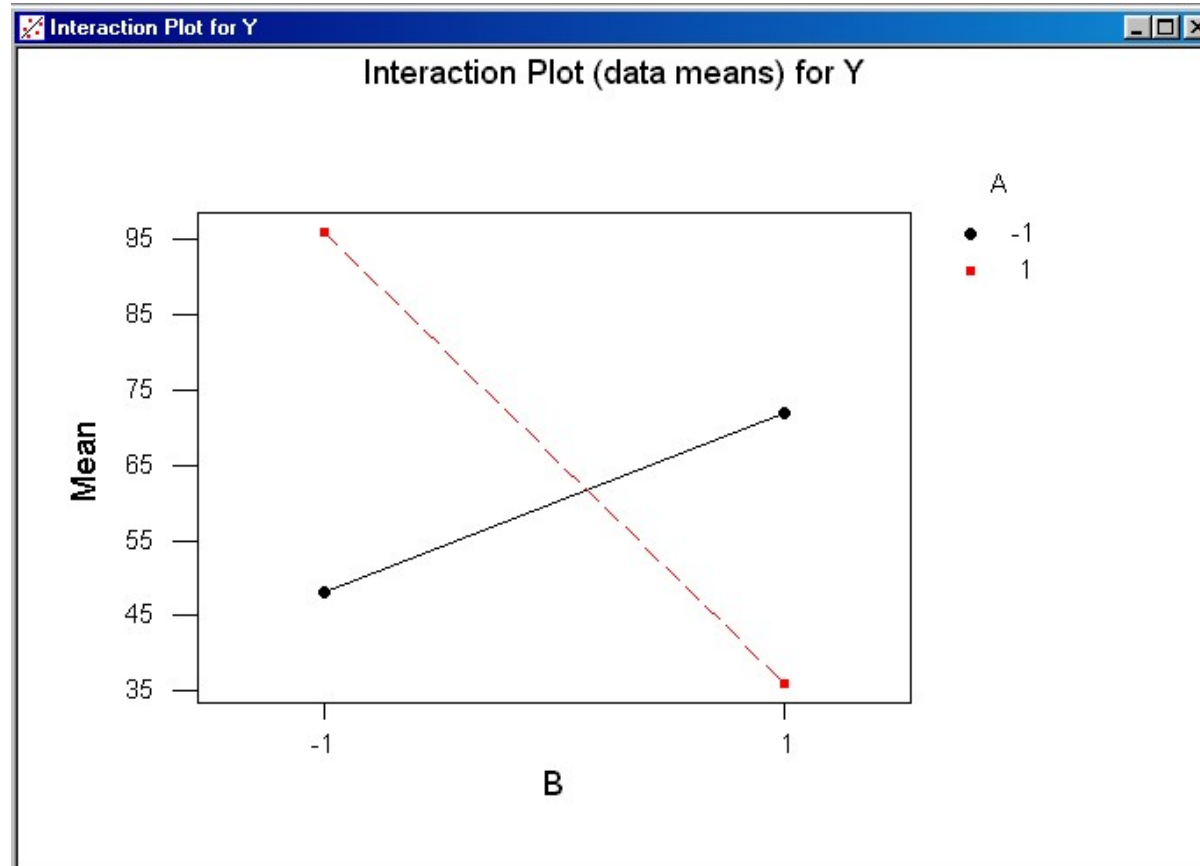 Interaction Plot for Y
Interaction Plot (data means) for Y
A
-1
1
95
85
75
65
55
45
35
Mean
-1 1
B